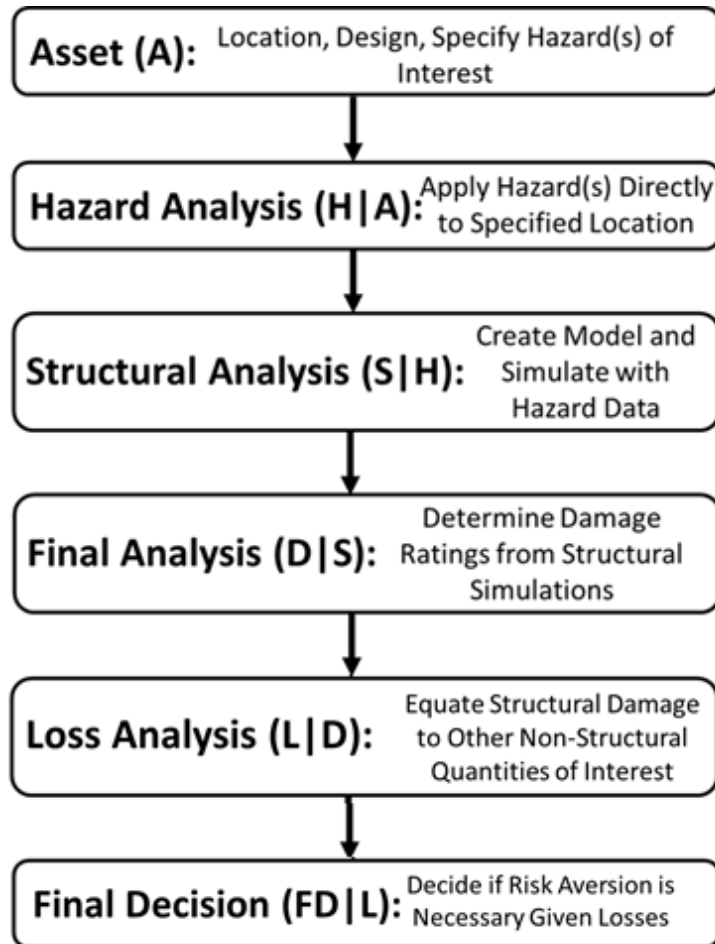 Asset (A): Location, Design, Specify Hazard(s) of
Interest
Hazard Analysis (H|A): Apply Hazard(s) Directly
to Specified Location
Structural Analysis (S|H): Create Model and
Simulate with
Hazard Data
Final Analysis (D|S): Determine Damage
Ratings from Structural
Simulations
Loss Analysis (L|D): Equate Structural Damage
to Other Non-Structural
Quantities of Interest
Final Decision (FD|L): Decide if Risk Aversion is
Necessary Given Losses